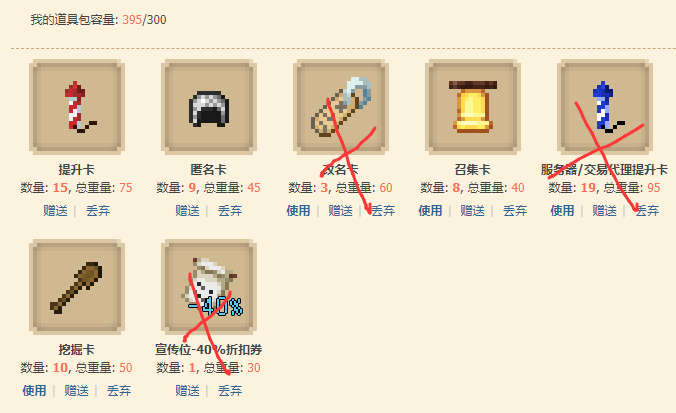 我的道具包容量: 395/300
提升卡 匿名卡 改名卡 召集卡 服务器/交易代理提升卡
数量: 15, 总重量: 75 数量: 9, 总重量: 45 数量: 3, 总重量: 60 数量: 8, 总重量: 40 数量: 19, 总重量: 95
赠送 | 丢弃 赠送 | 丢弃 使用 | 赠送 | 丢弃 使用 | 赠送 | 丢弃 使用 | 赠送 | 丢弃
-40%
挖掘卡 宣传位-40%折扣券
数量: 10, 总重量: 50 数量: 1, 总重量: 30
使用 | 赠送 | 丢弃 赠送 | 丢弃